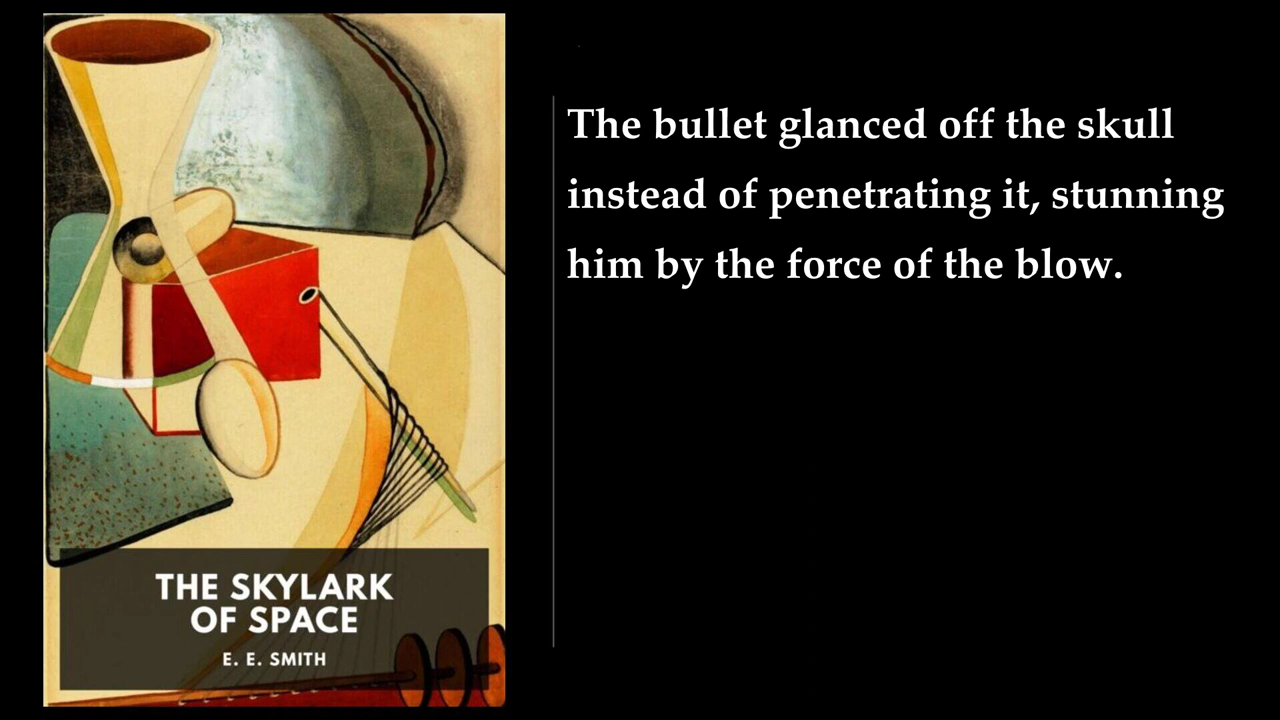 The bullet glanced off the skull
instead of penetrating it, stunning
him by the force of the blow.
THE SKYLARK
OF SPACE
E. E. SMITH